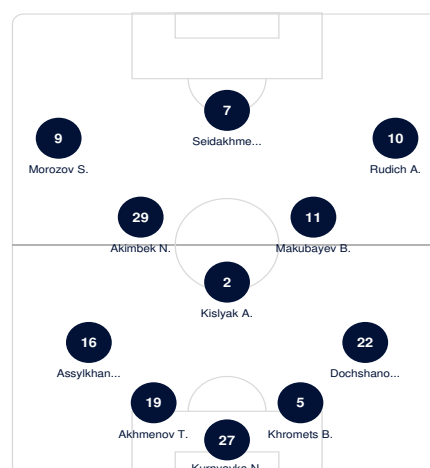 7
Seidakhme...
9
Morozov S.
10
Rudich A.
29
Akimbek N.
11
Makubayev B.
2
Kislyak A.
16
Assylkhan...
22
Dochshano...
19
Akhmenov T.
5
Khromets B.
27